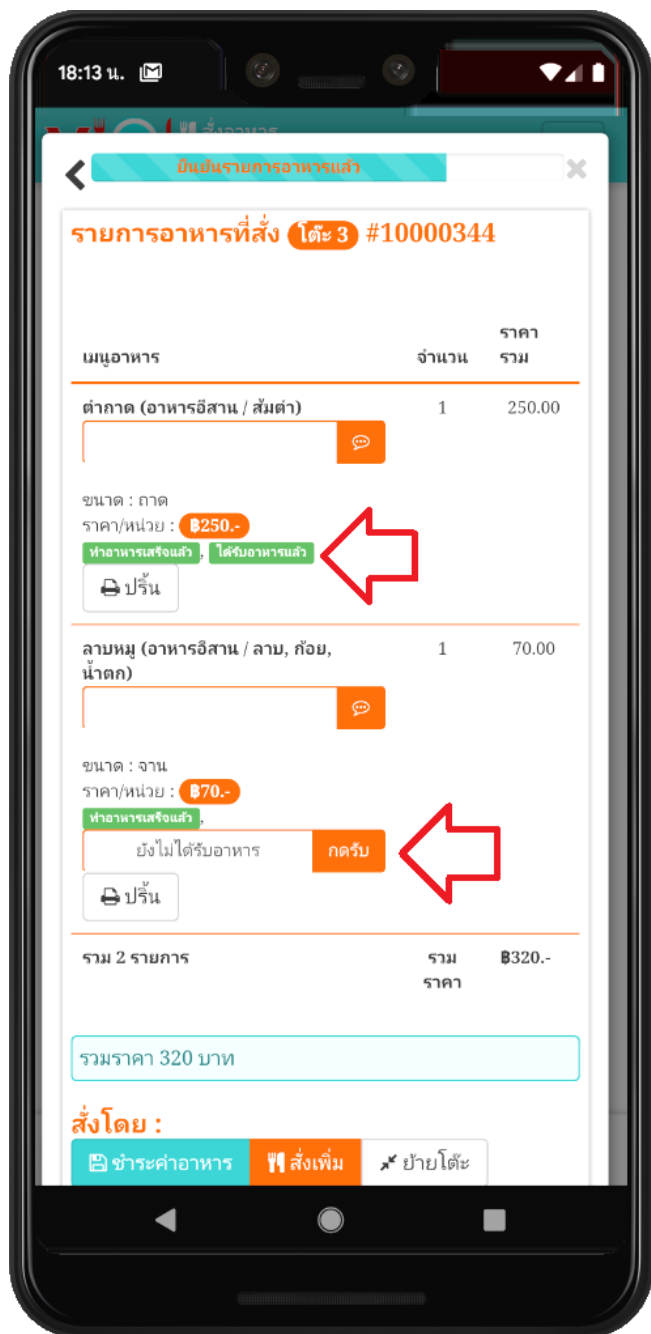 18:13 น.
สั่งอาหาร
ยืนยันรายการอาหารแล้ว
รายการอาหารที่สั่ง โต๊ะ 3 #10000344
เมนูอาหาร จำนวน ราคารวม
ตำถาด (อาหารอีสาน / ส้มตำ) 1 250.00
ขนาด : ถาด
ราคา/หน่วย : ฿250.-
ทำอาหารเสร็จแล้ว , ได้รับอาหารแล้ว
ปริ้น
ลาบหมู (อาหารอีสาน / ลาบ, ก้อย, 1 70.00
น้ำตก)
ขนาด : จาน
ราคา/หน่วย : ฿70.-
ทำอาหารเสร็จแล้ว ,
ยังไม่ได้รับอาหาร กดรับ
ปริ้น
รวม 2 รายการ รวม ฿320.-
ราคา
รวมราคา 320 บาท
สั่งโดย :
ชำระค่าอาหาร สั่งเพิ่ม ย้ายโต๊ะ